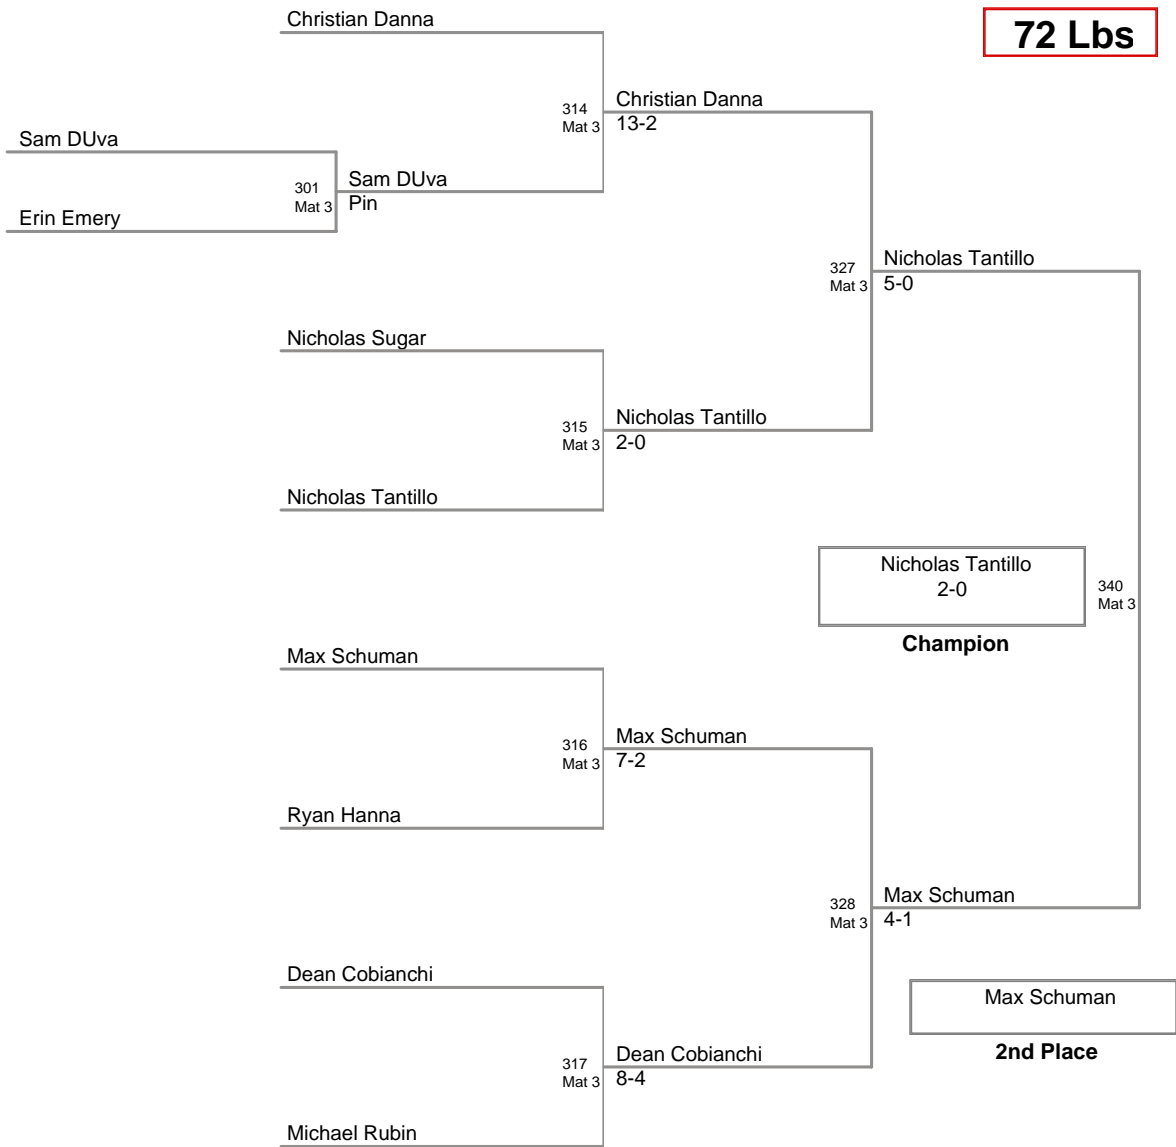 Christian Danna
72 Lbs
314
Mat 3
Christian Danna
13-2
Sam DUva
301
Mat 3
Sam DUva
Pin
Erin Emery
327
Mat 3
Nicholas Tantillo
5-0
Nicholas Sugar
315
Mat 3
Nicholas Tantillo
2-0
Nicholas Tantillo
Nicholas Tantillo
2-0
340
Mat 3
Champion
Max Schuman
316
Mat 3
Max Schuman
7-2
Ryan Hanna
328
Mat 3
Max Schuman
4-1
Dean Cobianchi
Max Schuman
2nd Place
317
Mat 3
Dean Cobianchi
8-4
Michael Rubin